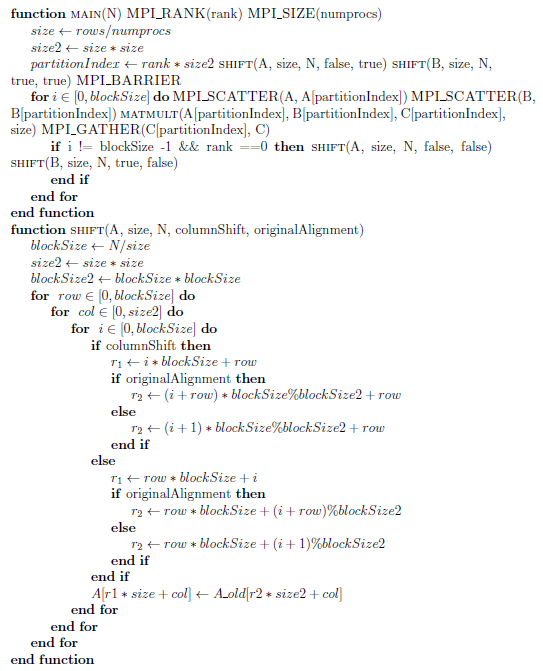 function MAIN(N) MPI_RANK(rank) MPI_SIZE(numprocs)
size ← rows/numprocs
size2 ← size * size
partitionIndex ← rank * size2 SHIFT(A, size, N, false, true) SHIFT(B, size, N,
true, true) MPI_BARRIER
for i ∈ [0, blockSize] do MPI_SCATTER(A, A[partitionIndex]) MPI_SCATTER(B,
B[partitionIndex]) MATMULT(A[partitionIndex], B[partitionIndex], C[partitionIndex],
size) MPI_GATHER(C[partitionIndex], C)
if i != blockSize -1 && rank ==0 then SHIFT(A, size, N, false, false)
SHIFT(B, size, N, true, false)
end if
end for
end function
function SHIFT(A, size, N, columnShift, originalAlignment)
blockSize ← N/size
size2 ← size * size
blockSize2 ← blockSize * blockSize
for row ∈ [0, blockSize] do
for col ∈ [0, size2] do
for i ∈ [0, blockSize] do
if columnShift then
r₁ ← i * blockSize + row
if originalAlignment then
r₂ ← (i + row) * blockSize%blockSize2 + row
else
r₂ ← (i + 1) * blockSize%blockSize2 + row
end if
else
r₁ ← row * blockSize + i
if originalAlignment then
r₂ ← row * blockSize + (i + row)%blockSize2
else
r₂ ← row * blockSize + (i + 1)%blockSize2
end if
end if
A[r1 * size + col] ← A_old[r2 * size2 + col]
end for
end for
end for
end function